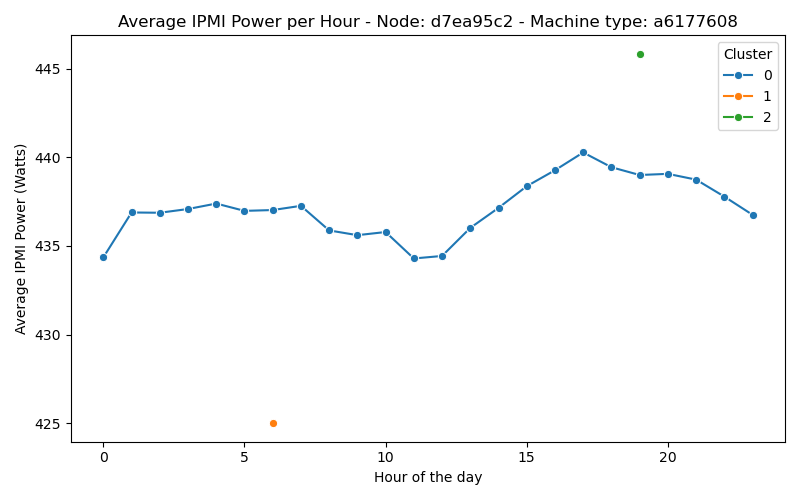 Average IPMI Power per Hour - Node: d7ea95c2 - Machine type: a6177608
Cluster
0
1
2
445
440
435
430
425
Average IPMI Power (Watts)
0 5 10 15 20
Hour of the day